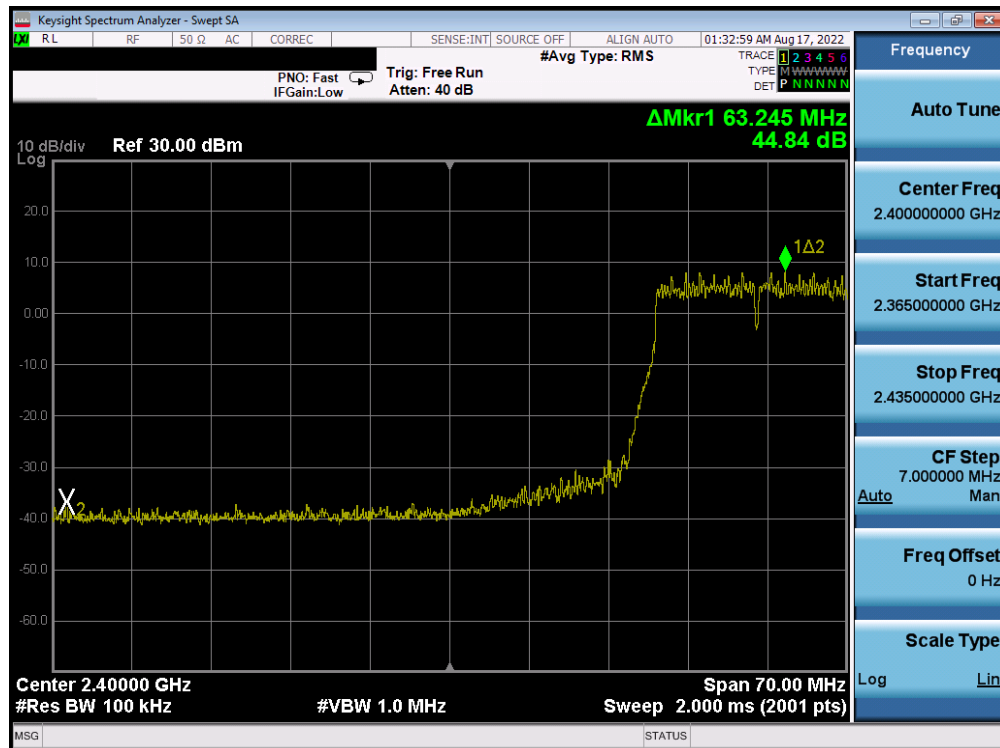 Keysight Spectrum Analyzer - Swept SA
LXI RL RF 50 Ω AC CORREC SENSE:INT SOURCE OFF ALIGN AUTO 01:32:59 AM Aug 17, 2022
PNO: Fast
IFGain:Low
Trig: Free Run
Atten: 40 dB
#Avg Type: RMS
TRACE 1 2 3 4 5 6
TYPE M WWWWW
DET P N N N N N
ΔMkr1 63.245 MHz
44.84 dB
10 dB/div Ref 30.00 dBm
Log
20.0
10.0
0.00
-10.0
-20.0
-30.0
-40.0
-50.0
-60.0
1Δ2
X2
Center 2.40000 GHz
Span 70.00 MHz
#Res BW 100 kHz
#VBW 1.0 MHz
Sweep 2.000 ms (2001 pts)
MSG
STATUS
Frequency
Auto Tune
Center Freq
2.400000000 GHz
Start Freq
2.365000000 GHz
Stop Freq
2.435000000 GHz
CF Step
7.000000 MHz
Auto Man
Freq Offset
0 Hz
Scale Type
Log Lin